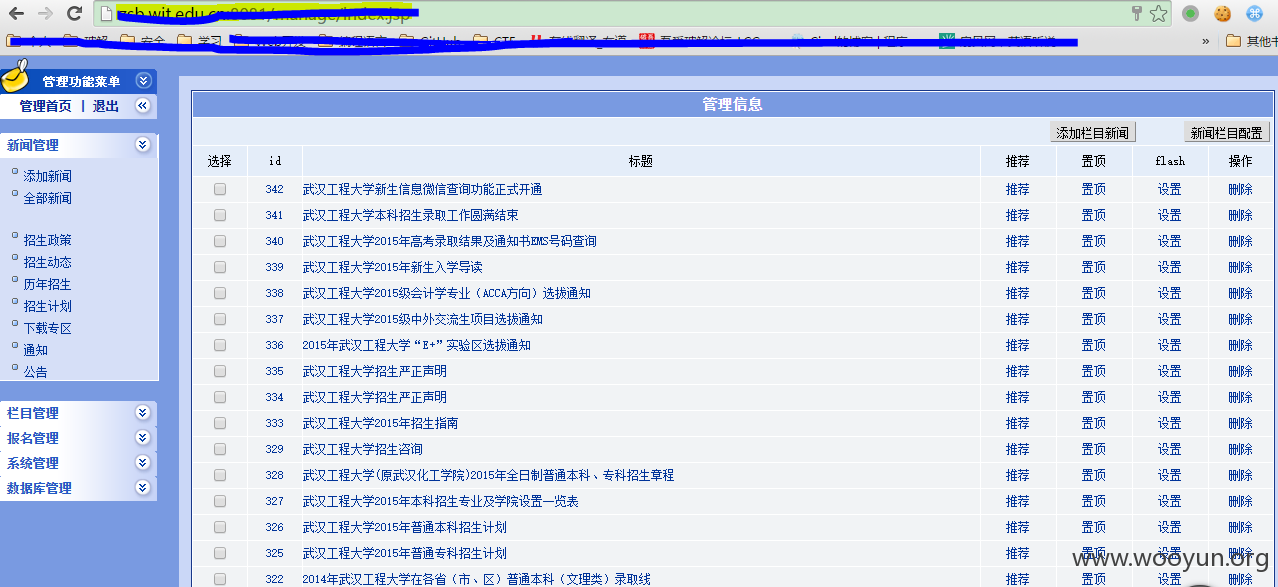 管理功能菜单
管理首页 | 退出
新闻管理
添加新闻
全部新闻
招生政策
招生动态
历年招生
招生计划
下载专区
通知
公告
栏目管理
报名管理
系统管理
数据库管理
» 其他书
管理信息
添加栏目新闻 新闻栏目配置
选择 id 标题 推荐 置顶 flash 操作
342 武汉工程大学新生信息微信查询功能正式开通 推荐 置顶 设置 删除
341 武汉工程大学本科招生录取工作圆满结束 推荐 置顶 设置 删除
340 武汉工程大学2015年高考录取结果及通知书EMS号码查询 推荐 置顶 设置 删除
339 武汉工程大学2015年新生入学导读 推荐 置顶 设置 删除
338 武汉工程大学2015级会计学专业（ACCA方向）选拔通知 推荐 置顶 设置 删除
337 武汉工程大学2015级中外交流生项目选拔通知 推荐 置顶 设置 删除
336 2015年武汉工程大学“E+”实验区选拔通知 推荐 置顶 设置 删除
335 武汉工程大学招生严正声明 推荐 置顶 设置 删除
334 武汉工程大学招生严正声明 推荐 置顶 设置 删除
333 武汉工程大学2015年招生指南 推荐 置顶 设置 删除
329 武汉工程大学招生咨询 推荐 置顶 设置 删除
328 武汉工程大学(原武汉化工学院)2015年全日制普通本科、专科招生章程 推荐 置顶 设置 删除
327 武汉工程大学2015年本科招生专业及学院设置一览表 推荐 置顶 设置 删除
326 武汉工程大学2015年普通本科招生计划 推荐 置顶 设置 删除
325 武汉工程大学2015年普通专科招生计划 推荐 置顶 设置 删除
322 2014年武汉工程大学在各省（市、区）普通本科（文理类）录取线 推荐 置顶 设置 删除
www.wooyun.org